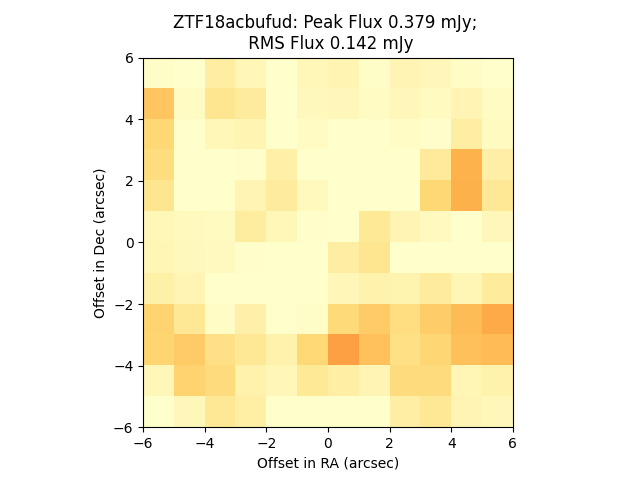 ZTF18acbufud: Peak Flux 0.379 mJy;
RMS Flux 0.142 mJy
6
4
2
0
−2
−4
−6
Offset in Dec (arcsec)
−6 −4 −2 0 2 4 6
Offset in RA (arcsec)